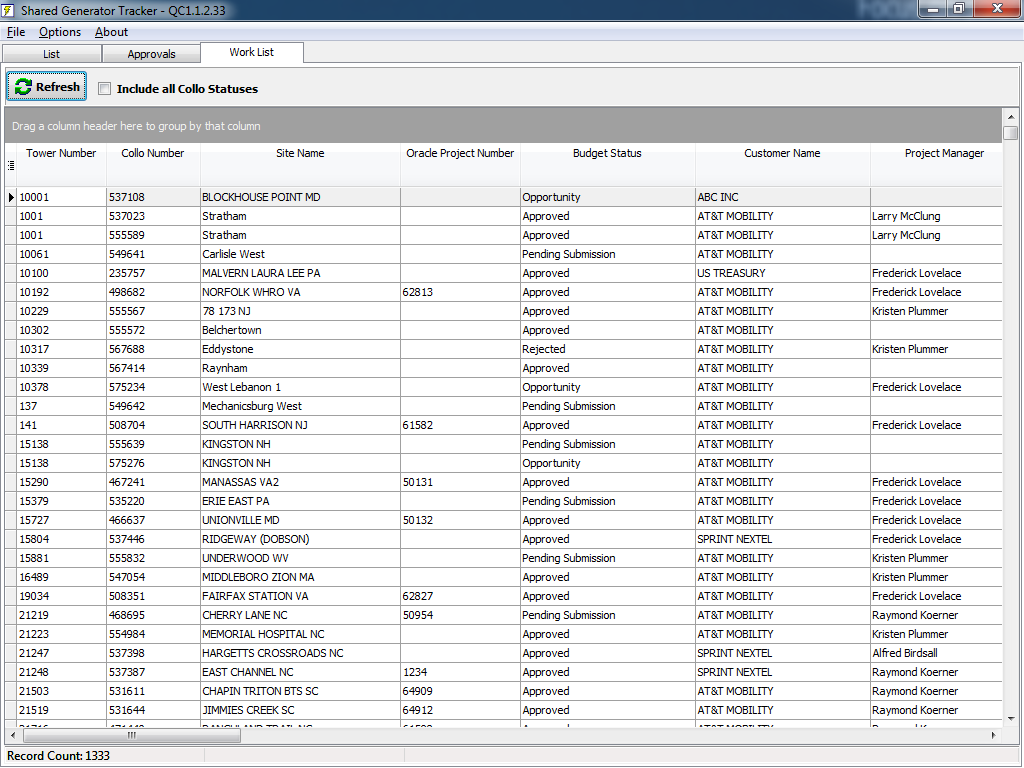 Shared Generator Tracker - QC1.1.2.33
File Options About
List Approvals Work List
Refresh Include all Collo Statuses
Drag a column header here to group by that column
Tower Number Collo Number Site Name Oracle Project Number Budget Status Customer Name Project Manager
10001 537108 BLOCKHOUSE POINT MD Opportunity ABC INC
1001 537023 Stratham Approved AT&T MOBILITY Larry McClung
1001 555589 Stratham Approved AT&T MOBILITY Larry McClung
10061 549641 Carlisle West Pending Submission AT&T MOBILITY
10100 235757 MALVERN LAURA LEE PA Approved US TREASURY Frederick Lovelace
10192 498682 NORFOLK WHRO VA 62813 Approved AT&T MOBILITY Frederick Lovelace
10229 555567 78 173 NJ Approved AT&T MOBILITY Kristen Plummer
10302 555572 Belchertown Approved AT&T MOBILITY
10317 567688 Eddystone Rejected AT&T MOBILITY Kristen Plummer
10339 567414 Raynham Approved AT&T MOBILITY
10378 575234 West Lebanon 1 Opportunity AT&T MOBILITY Frederick Lovelace
137 549642 Mechanicsburg West Pending Submission AT&T MOBILITY
141 508704 SOUTH HARRISON NJ 61582 Approved AT&T MOBILITY Frederick Lovelace
15138 555639 KINGSTON NH Pending Submission AT&T MOBILITY
15138 575276 KINGSTON NH Opportunity AT&T MOBILITY
15290 467241 MANASSAS VA2 50131 Approved AT&T MOBILITY Frederick Lovelace
15379 535220 ERIE EAST PA Pending Submission AT&T MOBILITY Frederick Lovelace
15727 466637 UNIONVILLE MD 50132 Approved AT&T MOBILITY Frederick Lovelace
15804 537446 RIDGEWAY (DOBSON) Approved SPRINT NEXTEL Frederick Lovelace
15881 555832 UNDERWOOD WV Pending Submission AT&T MOBILITY Kristen Plummer
16489 547054 MIDDLEBORO ZION MA Approved AT&T MOBILITY Kristen Plummer
19034 508351 FAIRFAX STATION VA 62827 Approved AT&T MOBILITY Frederick Lovelace
21219 468695 CHERRY LANE NC 50954 Pending Submission AT&T MOBILITY Raymond Koerner
21223 554984 MEMORIAL HOSPITAL NC Approved AT&T MOBILITY Kristen Plummer
21247 537398 HARGETTS CROSSROADS NC Approved SPRINT NEXTEL Alfred Birdsall
21248 537387 EAST CHANNEL NC 1234 Approved SPRINT NEXTEL Raymond Koerner
21503 531611 CHAPIN TRITON BTS SC 64909 Approved AT&T MOBILITY Raymond Koerner
21519 531644 JIMMIES CREEK SC 64912 Approved AT&T MOBILITY Raymond Koerner
Record Count: 1333